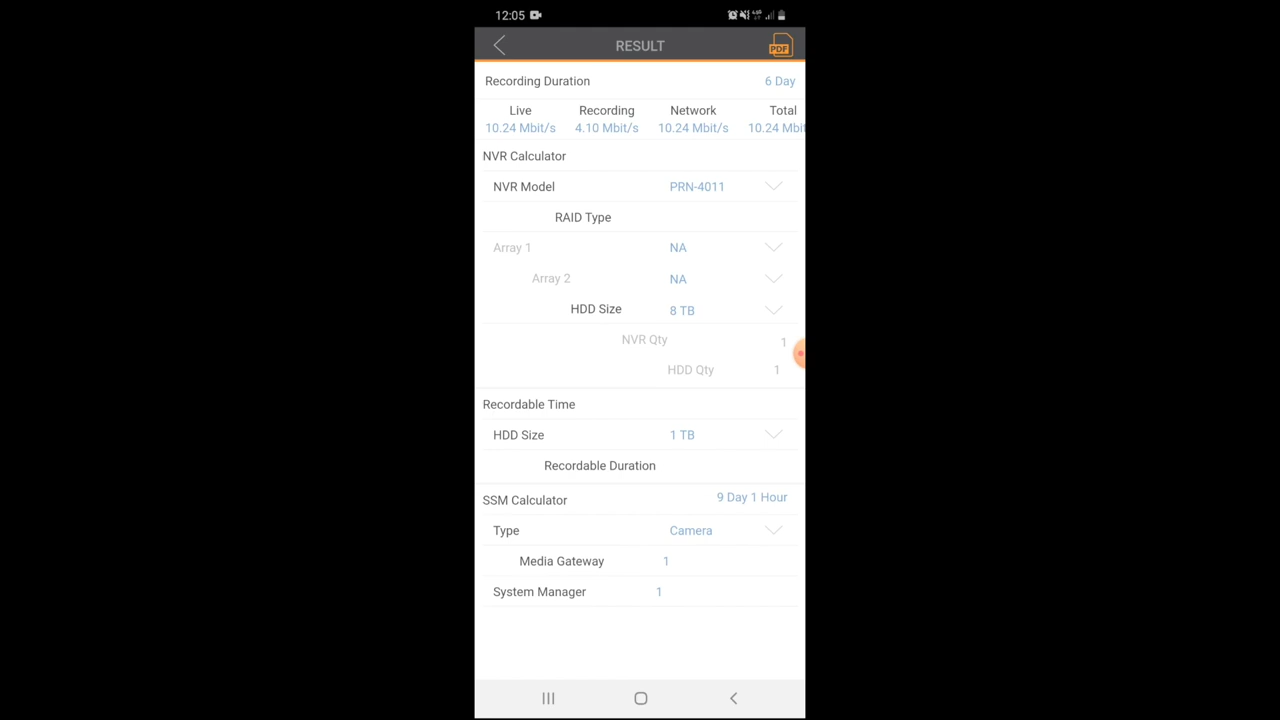 12:05
RESULT
PDF
Recording Duration 6 Day
Live Recording Network Total
10.24 Mbit/s 4.10 Mbit/s 10.24 Mbit/s 10.24 Mbit
NVR Calculator
NVR Model PRN-4011
RAID Type
Array 1 NA
Array 2 NA
HDD Size 8 TB
NVR Qty 1
HDD Qty 1
Recordable Time
HDD Size 1 TB
Recordable Duration
SSM Calculator 9 Day 1 Hour
Type Camera
Media Gateway 1
System Manager 1